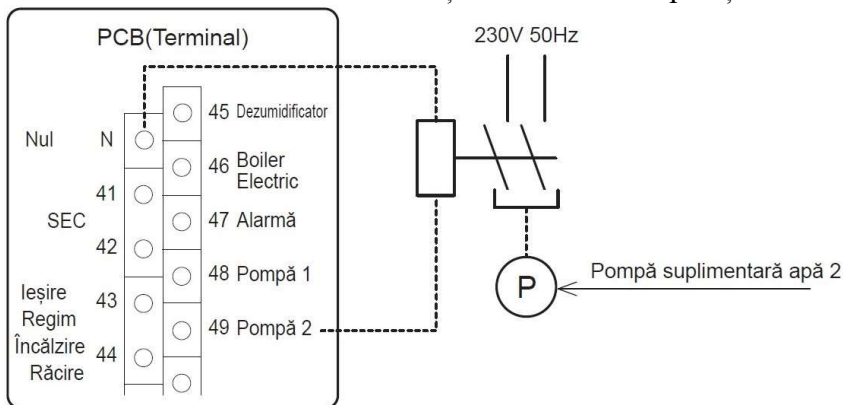 PCB(Terminal)
230V 50Hz
45 Dezumidificator
Nul N
46 Boiler
Electric
41
SEC
47 Alarmă
42
48 Pompă 1
Ieșire
Regim
43
Încălzire
Răcire
44
49 Pompă 2
P
Pompă suplimentară apă 2